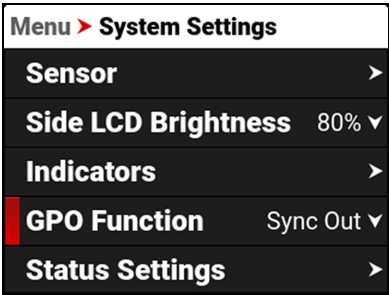 Menu > System Settings
Sensor
Side LCD Brightness 80%
Indicators
GPO Function Sync Out
Status Settings